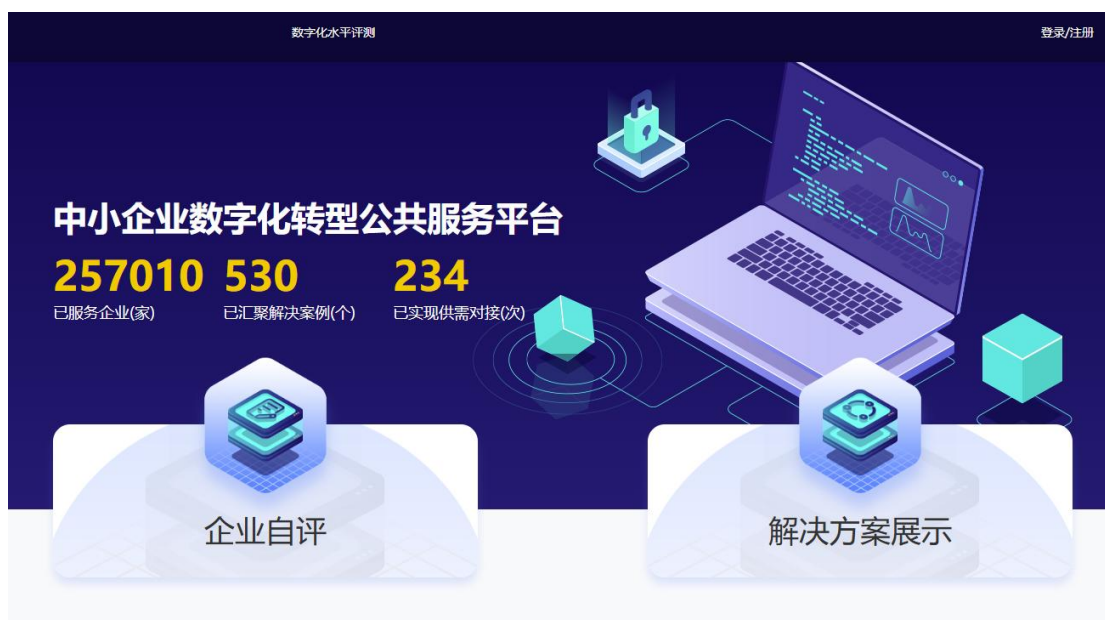 数字化水平评测
登录/注册
中小企业数字化转型公共服务平台
257010 530 234
已服务企业(家) 已汇聚解决案例(个) 已实现供需对接(次)
企业自评 解决方案展示